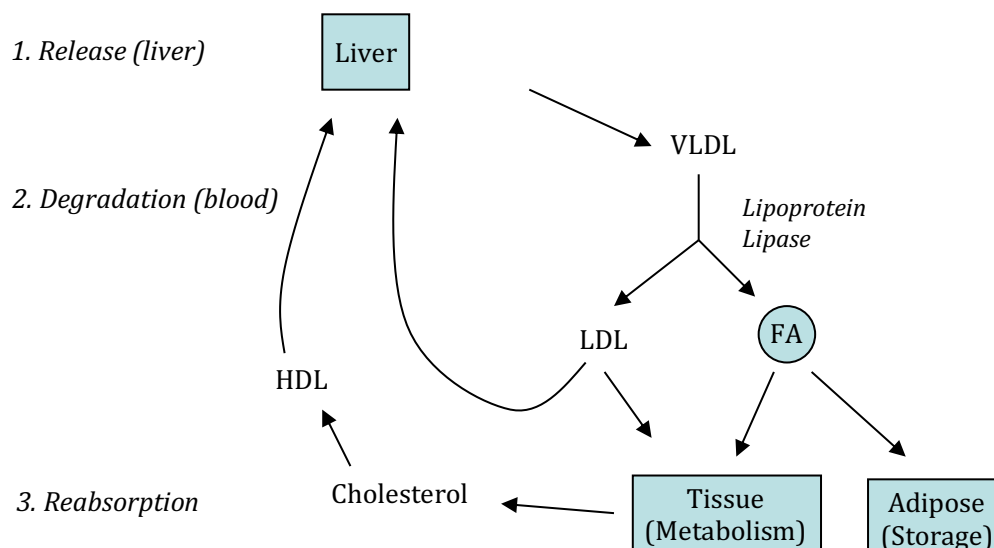 1. Release (liver)
Liver
VLDL
2. Degradation (blood)
Lipoprotein
Lipase
LDL
FA
HDL
3. Reabsorption
Cholesterol
Tissue
(Metabolism)
Adipose
(Storage)